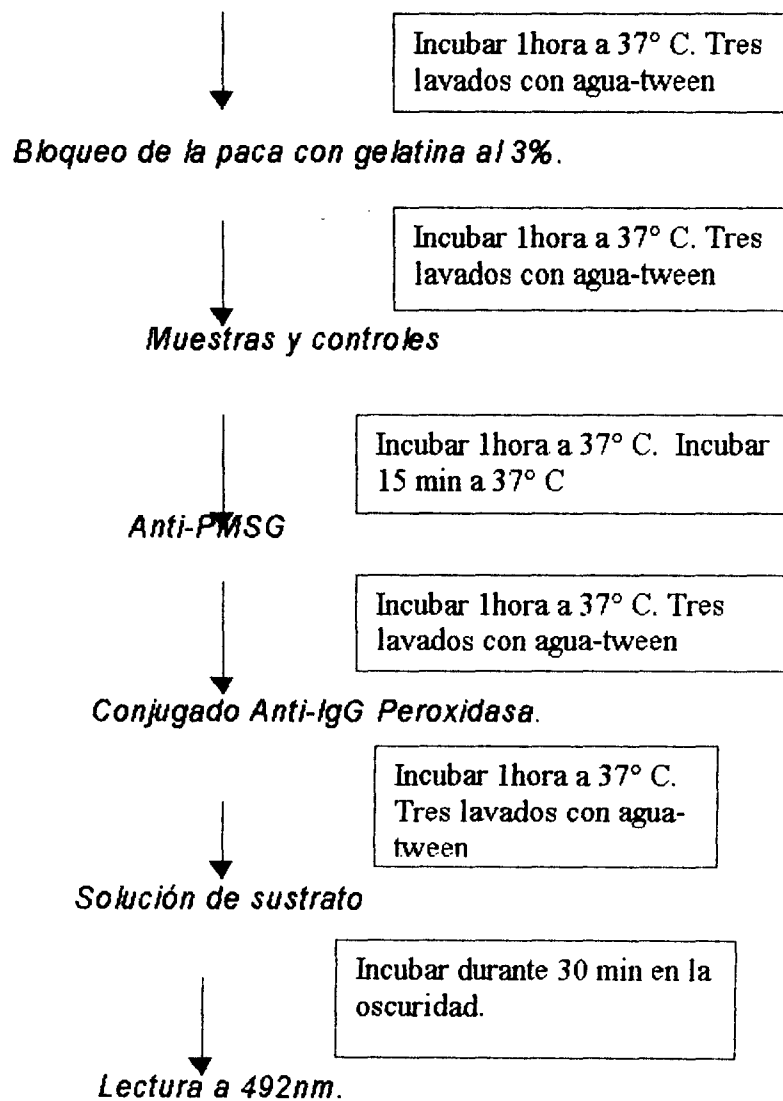 Incubar 1hora a 37° C. Tres
lavados con agua-tween
Bloqueo de la paca con gelatina al 3%.
Incubar 1hora a 37° C. Tres
lavados con agua-tween
Muestras y controles
Incubar 1hora a 37° C. Incubar
15 min a 37° C
Anti-PMSG
Incubar 1hora a 37° C. Tres
lavados con agua-tween
Conjugado Anti-IgG Peroxidasa.
Incubar 1hora a 37° C.
Tres lavados con agua-
tween
Solución de sustrato
Incubar durante 30 min en la
oscuridad.
Lectura a 492nm.